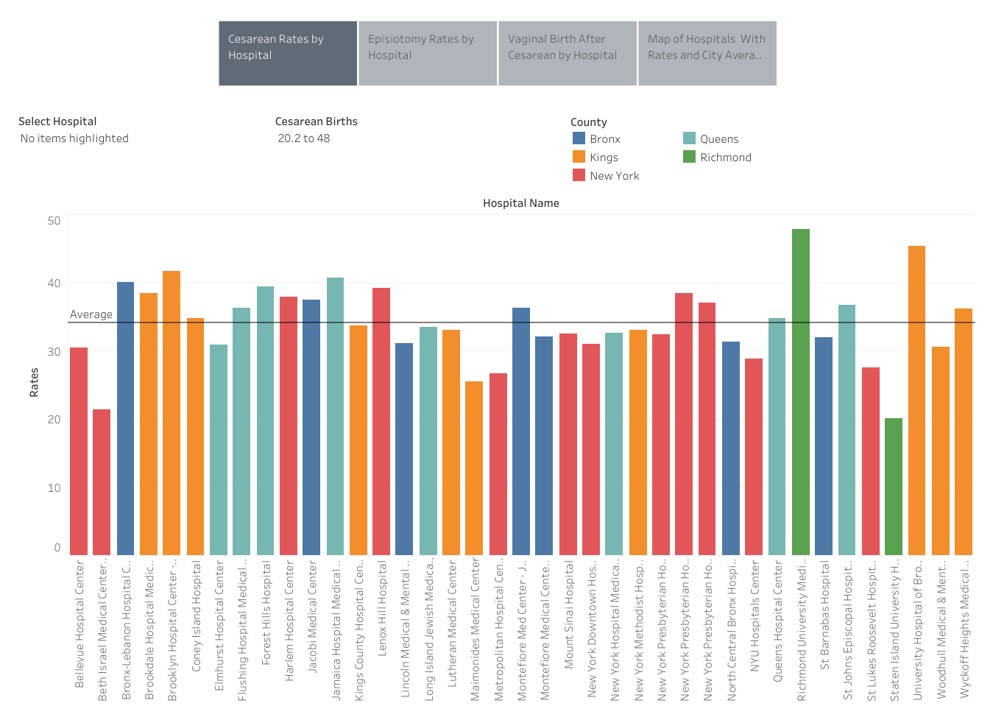 Cesarean Rates by
Hospital
Episiotomy Rates by
Hospital
Vaginal Birth After
Cesarean by Hospital
Map of Hospitals With
Rates and City Avera..
Select Hospital
No items highlighted
Cesarean Births
20.2 to 48
County
Bronx
Queens
Kings
Richmond
New York
Hospital Name
50
40
30
20
10
0
Rates
Average
Bellevue Hospital Center
Beth Israel Medical Center..
Bronx-Lebanon Hospital C..
Brookdale Hospital Medic..
Brooklyn Hospital Center -..
Coney Island Hospital
Elmhurst Hospital Center
Flushing Hospital Medical ..
Forest Hills Hospital
Harlem Hospital Center
Jacobi Medical Center
Jamaica Hospital Medical ..
Kings County Hospital Cen..
Lenox Hill Hospital
Lincoln Medical & Mental ..
Long Island Jewish Medica..
Lutheran Medical Center
Maimonides Medical Center
Metropolitan Hospital Cen..
Montefiore Med Center - J..
Montefiore Medical Cente..
Mount Sinai Hospital
New York Downtown Hos..
New York Hospital Medica..
New York Methodist Hosp..
New York Presbyterian Ho..
New York Presbyterian Ho..
New York Presbyterian Ho..
North Central Bronx Hospi..
NYU Hospitals Center
Queens Hospital Center
Richmond University Medi..
St Barnabas Hospital
St Johns Episcopal Hospit..
St Lukes Roosevelt Hospit..
Staten Island University H..
University Hospital of Bro..
Woodhull Medical & Ment..
Wyckoff Heights Medical ..